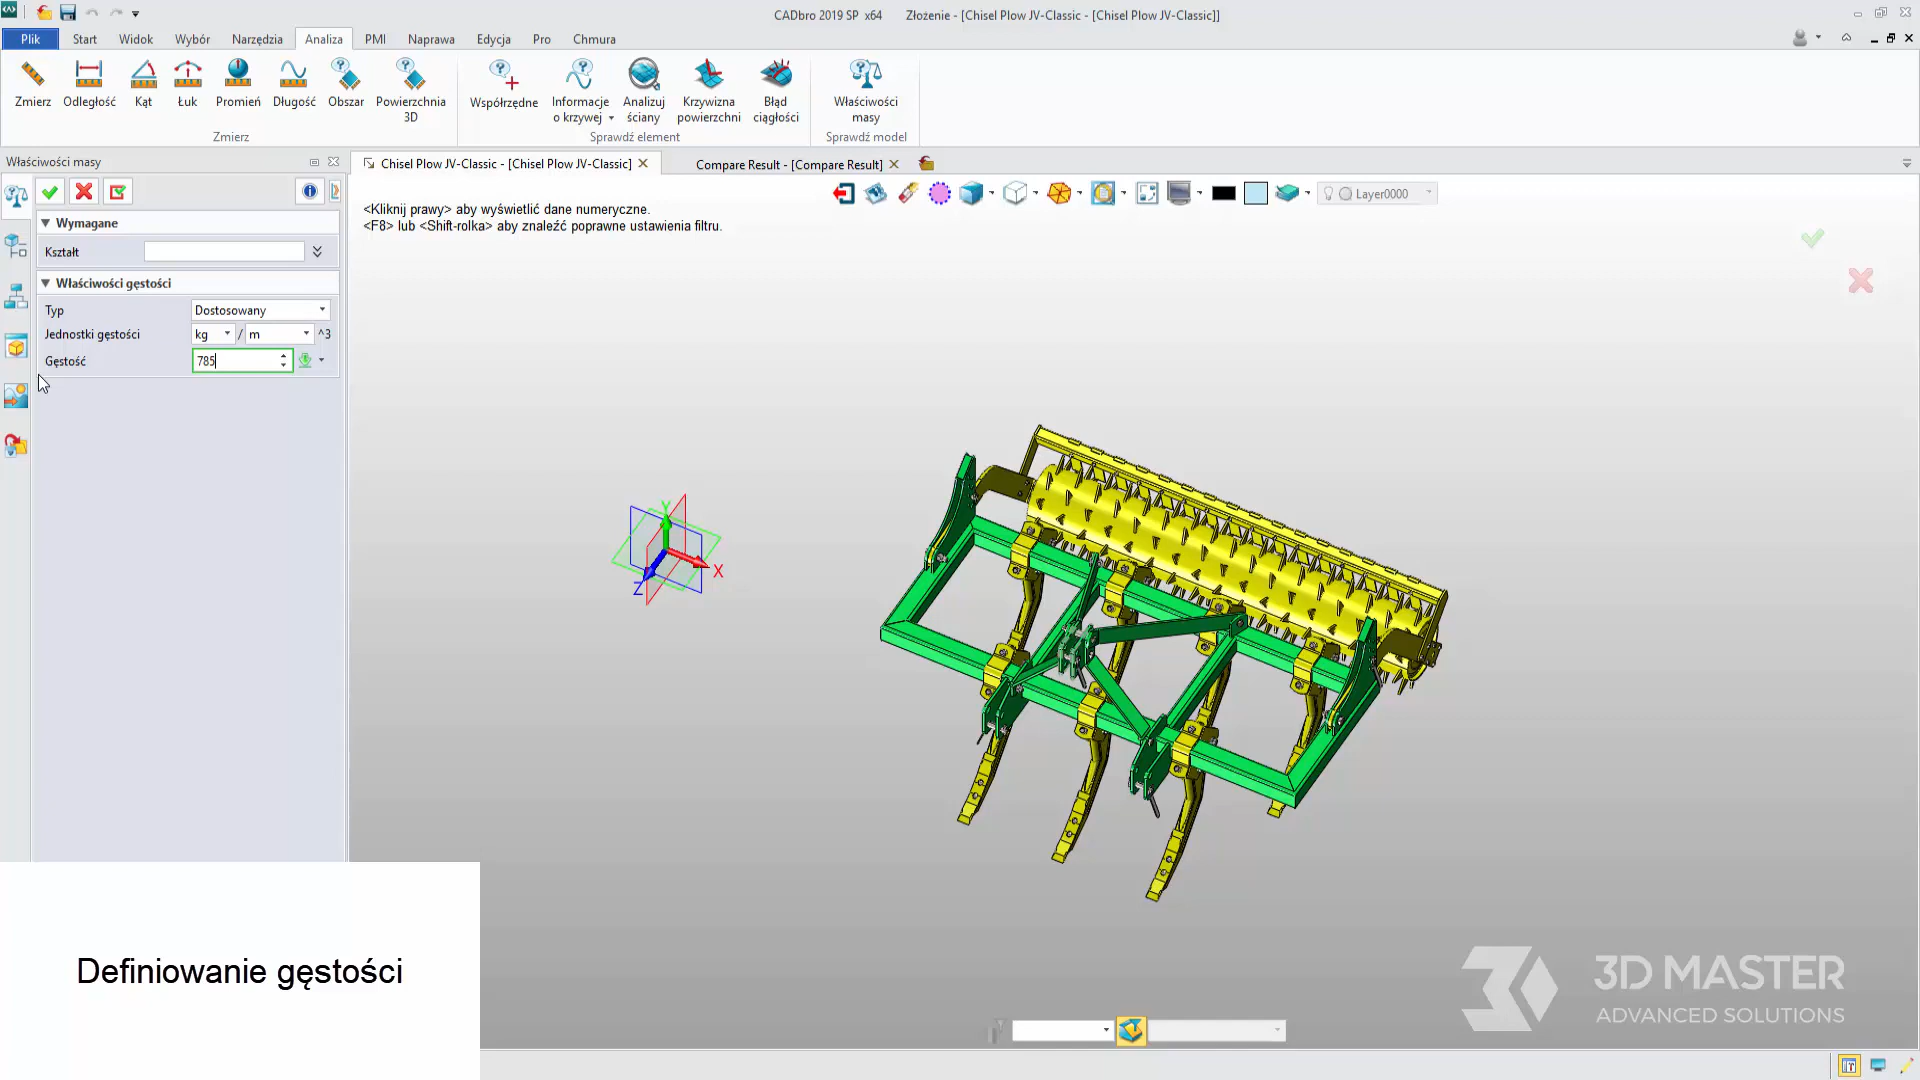 CADbro 2019 SP x64 Złożenie - [Chisel Plow JV-Classic - [Chisel Plow JV-Classic]]
Plik Start Widok Wybór Narzędzia Analiza PMI Naprawa Edycja Pro Chmura
Zmierz Odległość Kąt Łuk Promień Długość Obszar Powierzchnia 3D
Współrzędne Informacje o krzywej Analizuj ściany Krzywizna powierzchni Błąd ciągłości
Właściwości masy
Zmierz Sprawdź element Sprawdź model
Właściwości masy
Chisel Plow JV-Classic - [Chisel Plow JV-Classic] Compare Result - [Compare Result]
Layer0000
<Kliknij prawy> aby wyświetlić dane numeryczne.
<F8> lub <Shift-rolka> aby znaleźć poprawne ustawienia filtru.
Wymagane
Kształt
Właściwości gęstości
Typ Dostosowany
Jednostki gęstości kg / m ^3
Gęstość 785
Y
X
Z
Definiowanie gęstości
3D MASTER
ADVANCED SOLUTIONS